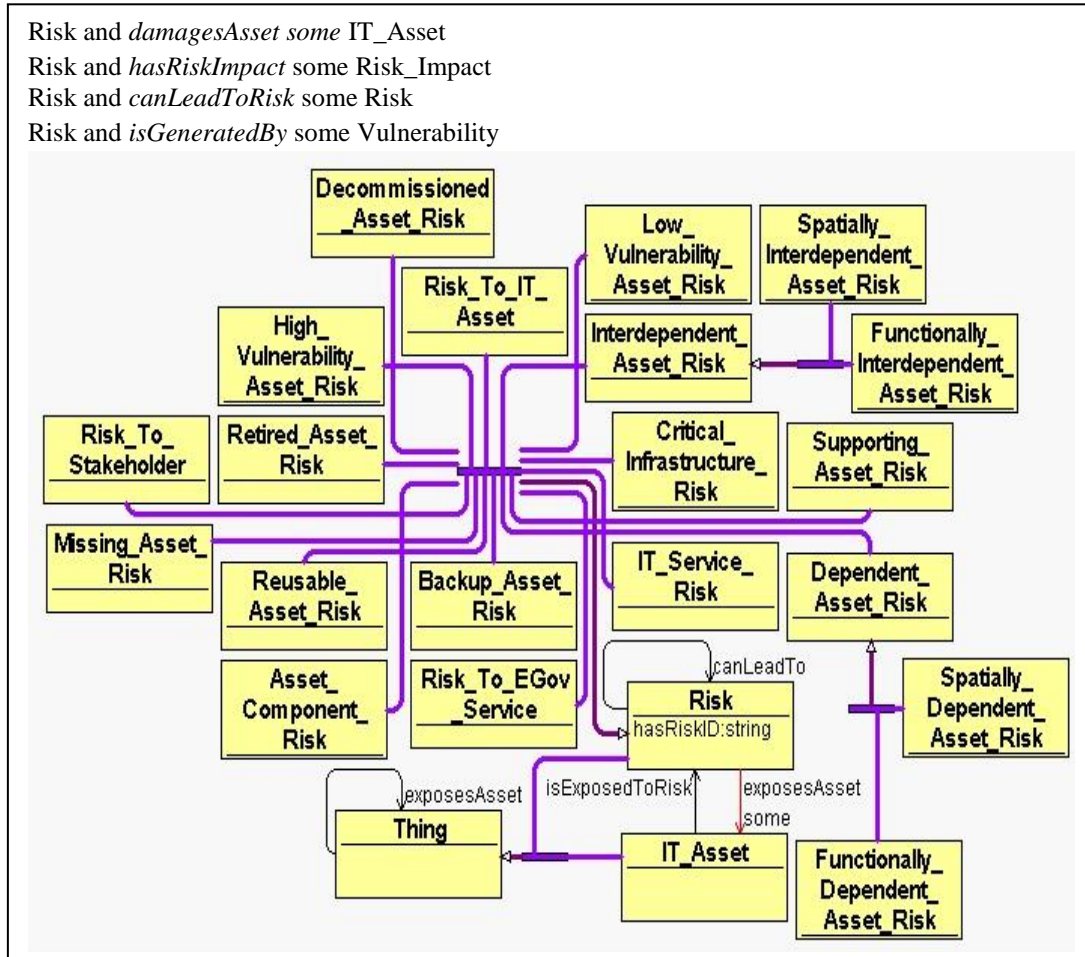 Risk and damagesAsset some IT_Asset
Risk and hasRiskImpact some Risk_Impact
Risk and canLeadToRisk some Risk
Risk and isGeneratedBy some Vulnerability
Decommissioned
_Asset_Risk
Low_
Vulnerability_
Asset_Risk
Spatially_
Interdependent_
Asset_Risk
Risk_To_IT_
Asset
High_
Vulnerability_
Asset_Risk
Interdependent_
Asset_Risk
Functionally_
Interdependent_
Asset_Risk
Risk_To_
Stakeholder
Retired_Asset_
Risk
Critical_
Infrastructure_
Risk
Supporting_
Asset_Risk
Missing_Asset_
Risk
Reusable_
Asset_Risk
Backup_Asset_
Risk
IT_Service_
Risk
Dependent_
Asset_Risk
Asset_
Component_
Risk
Risk_To_EGov
_Service
canLeadTo
Risk
hasRiskID:string
Spatially_
Dependent_
Asset_Risk
exposesAsset
Thing
isExposedToRisk
exposesAsset
some
IT_Asset
Functionally_
Dependent_
Asset_Risk